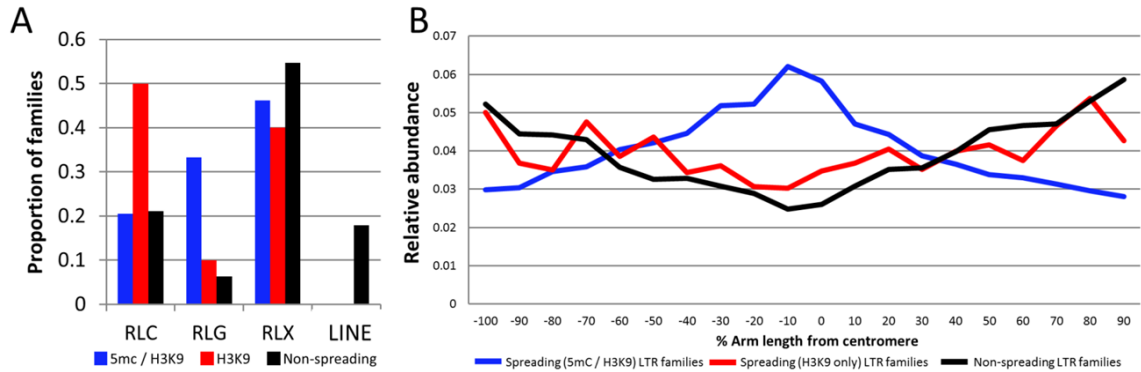 A
Proportion of families
0.6
0.5
0.4
0.3
0.2
0.1
0
RLC RLG RLX LINE
5mc / H3K9 H3K9 Non-spreading
B
Relative abundance
0.07
0.06
0.05
0.04
0.03
0.02
0.01
0
-100 -90 -80 -70 -60 -50 -40 -30 -20 -10 0 10 20 30 40 50 60 70 80 90
% Arm length from centromere
Spreading (5mC / H3K9) LTR families Spreading (H3K9 only) LTR families Non-spreading LTR families